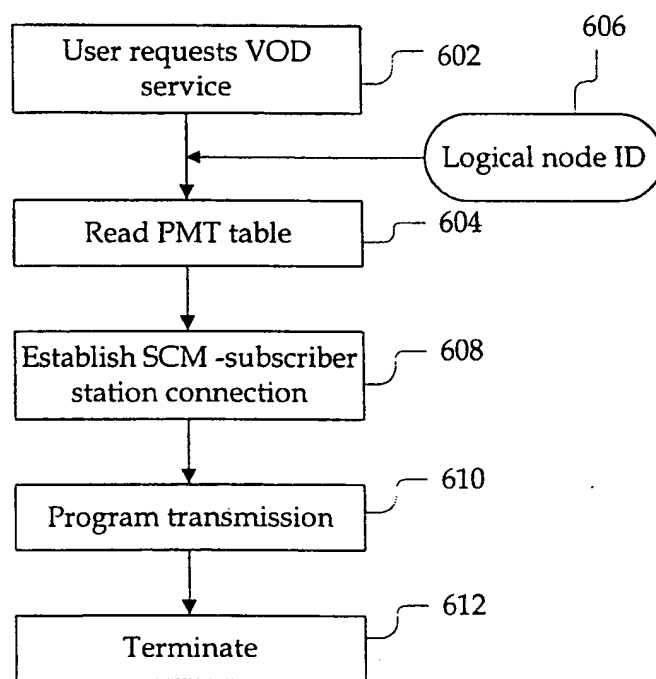 User requests VOD
service
602
606
Logical node ID
Read PMT table
604
Establish SCM -subscriber
station connection
608
Program transmission
610
Terminate
612